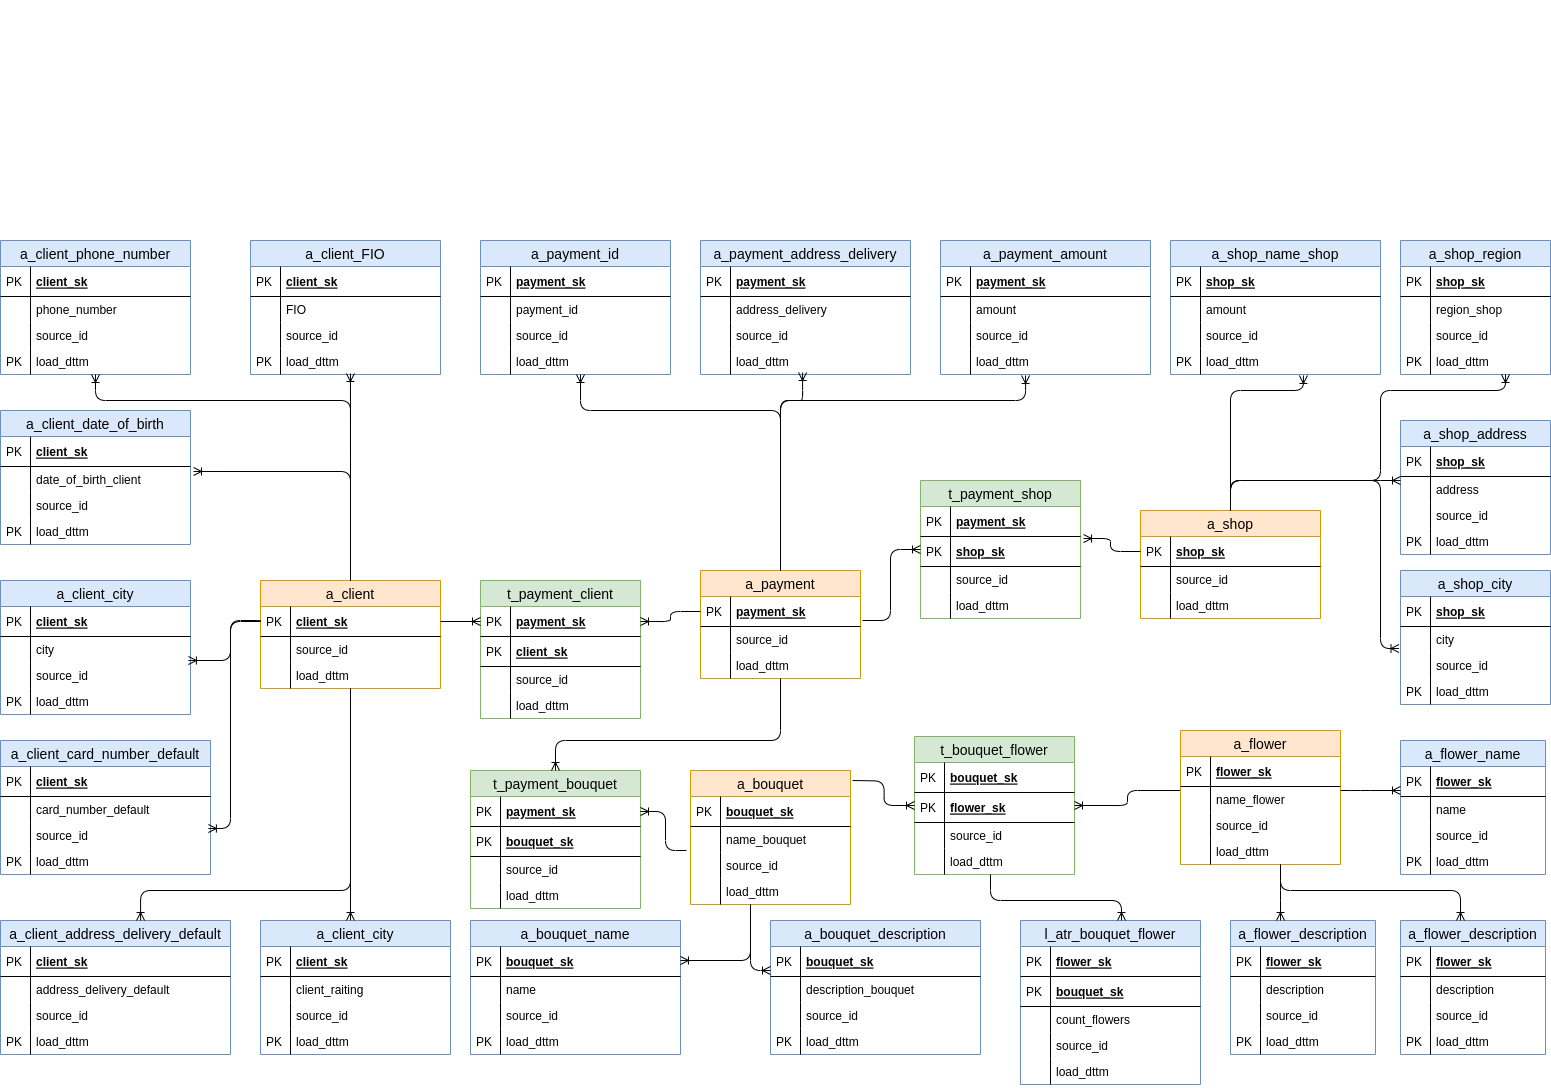 a_client_phone_number
PK client_sk
phone_number
source_id
PK load_dttm
a_client_FIO
PK client_sk
FIO
source_id
PK load_dttm
a_payment_id
PK payment_sk
payment_id
source_id
load_dttm
a_payment_address_delivery
PK payment_sk
address_delivery
source_id
load_dttm
a_payment_amount
PK payment_sk
amount
source_id
load_dttm
a_shop_name_shop
PK shop_sk
amount
source_id
PK load_dttm
a_shop_region
PK shop_sk
region_shop
source_id
PK load_dttm
a_client_date_of_birth
PK client_sk
date_of_birth_client
source_id
PK load_dttm
a_shop_address
PK shop_sk
address
source_id
PK load_dttm
t_payment_shop
PK payment_sk
PK shop_sk
source_id
load_dttm
a_shop
PK shop_sk
source_id
load_dttm
a_client_city
PK client_sk
city
source_id
PK load_dttm
a_client
PK client_sk
source_id
load_dttm
t_payment_client
PK payment_sk
PK client_sk
source_id
load_dttm
a_payment
PK payment_sk
source_id
load_dttm
a_shop_city
PK shop_sk
city
source_id
PK load_dttm
a_client_card_number_default
PK client_sk
card_number_default
source_id
PK load_dttm
t_payment_bouquet
PK payment_sk
PK bouquet_sk
source_id
load_dttm
a_bouquet
PK bouquet_sk
name_bouquet
source_id
load_dttm
t_bouquet_flower
PK bouquet_sk
PK flower_sk
source_id
load_dttm
a_flower
PK flower_sk
name_flower
source_id
load_dttm
a_flower_name
PK flower_sk
name
source_id
PK load_dttm
a_client_address_delivery_default
PK client_sk
address_delivery_default
source_id
PK load_dttm
a_client_city
PK client_sk
client_raiting
source_id
PK load_dttm
a_bouquet_name
PK bouquet_sk
name
source_id
PK load_dttm
a_bouquet_description
PK bouquet_sk
description_bouquet
source_id
PK load_dttm
l_atr_bouquet_flower
PK flower_sk
PK bouquet_sk
count_flowers
source_id
load_dttm
a_flower_description
PK flower_sk
description
source_id
PK load_dttm
a_flower_description
PK flower_sk
description
source_id
PK load_dttm